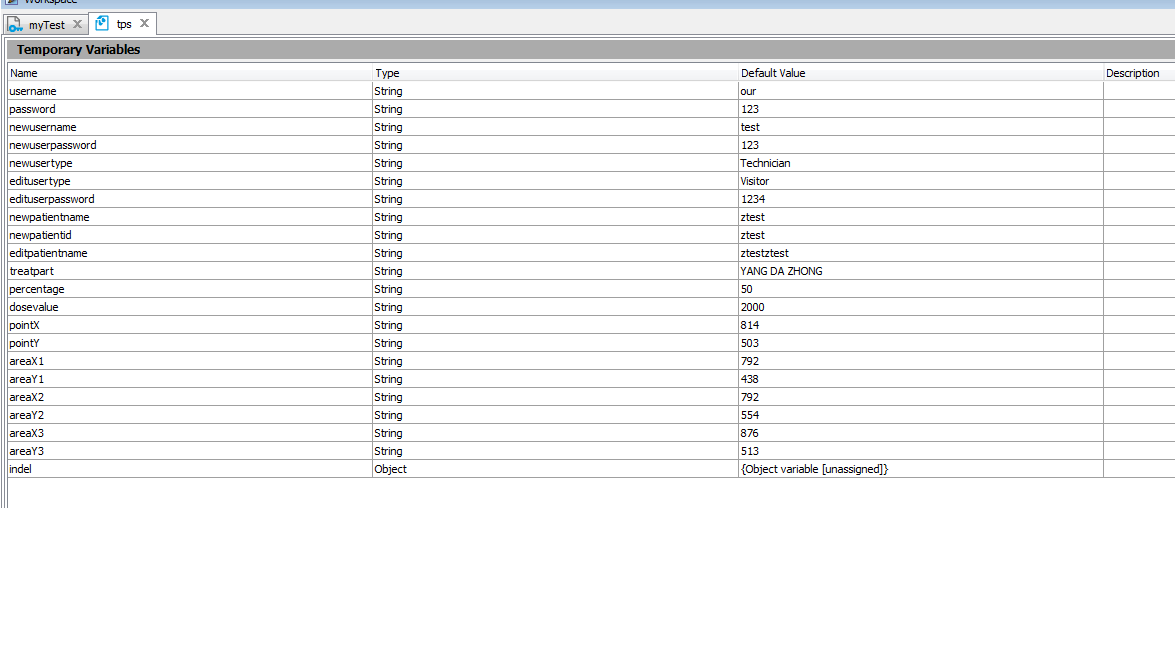 Workspace
myTest tps
Temporary Variables
Name Type Default Value Description
username String our
password String 123
newusername String test
newuserpassword String 123
newusertype String Technician
editusertype String Visitor
edituserpassword String 1234
newpatientname String ztest
newpatientid String ztest
editpatientname String ztestztest
treatpart String YANG DA ZHONG
percentage String 50
dosevalue String 2000
pointX String 814
pointY String 503
areaX1 String 792
areaY1 String 438
areaX2 String 792
areaY2 String 554
areaX3 String 876
areaY3 String 513
indel Object {Object variable [unassigned]}